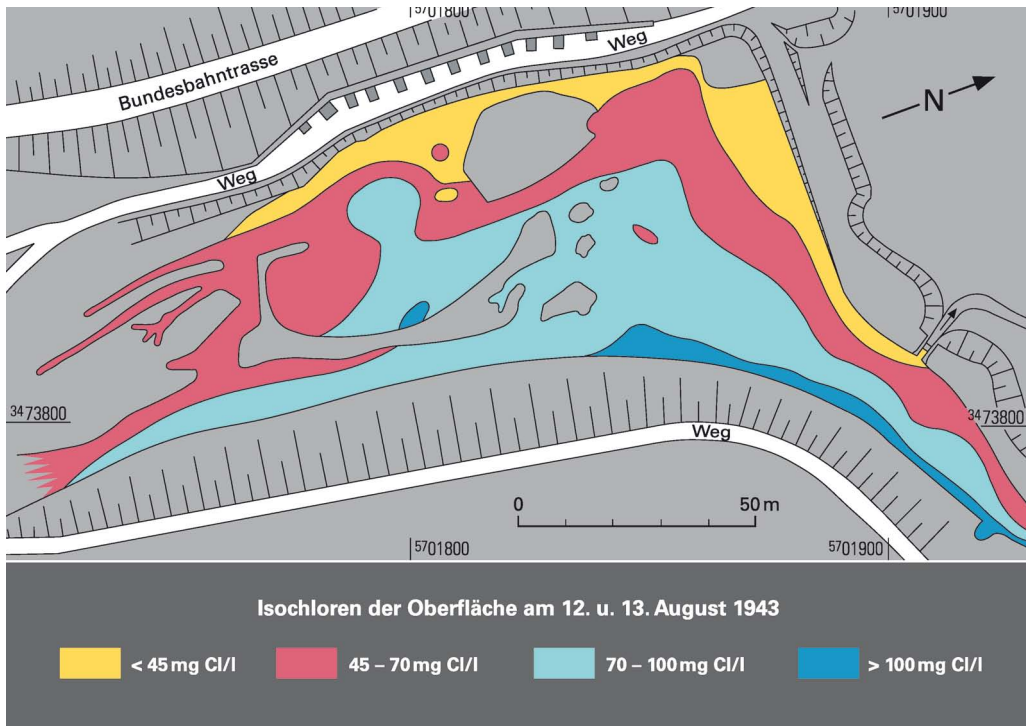 5701800
5701900
Weg
Bundesbahntrasse
N
Weg
3473800
3473800
Weg
0 50 m
5701800
5701900
Isochloren der Oberfläche am 12. u. 13. August 1943
< 45 mg Cl/l 45 – 70 mg Cl/l 70 – 100 mg Cl/l > 100 mg Cl/l